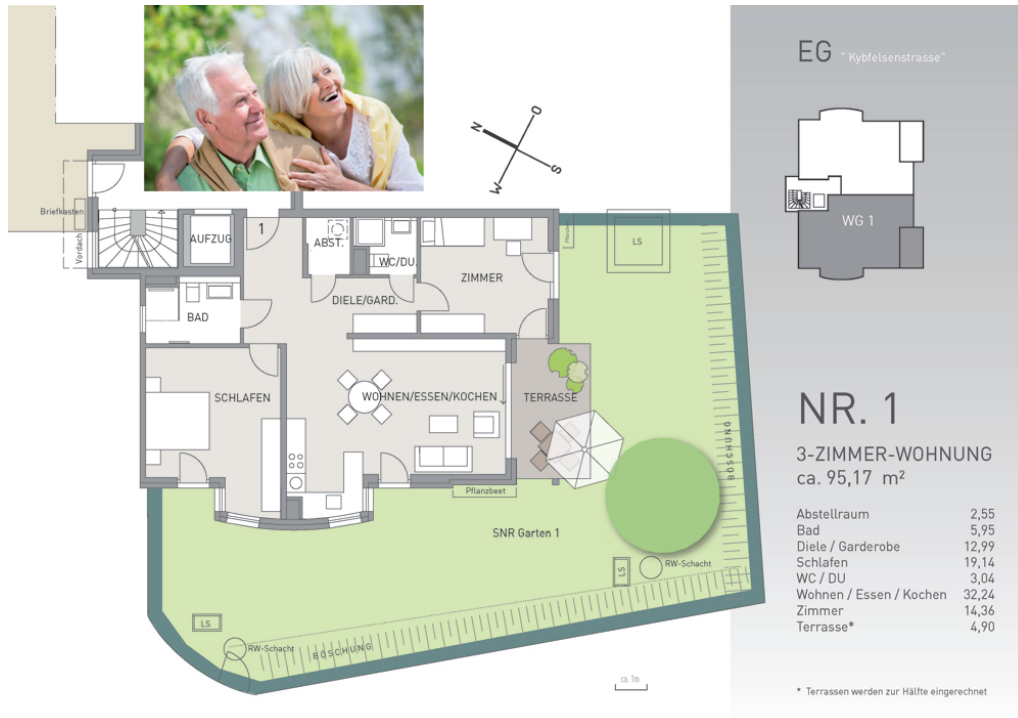 EG "Kybfelsenstrasse"
N
O
S
W
Briefkasten
Vordach
AUFZUG
1
ABST.
WC/DU.
ZIMMER
LS
DIELE/GARD.
BAD
WG 1
SCHLAFEN
WOHNEN/ESSEN/KOCHEN
TERRASSE
BÖSCHUNG
Pflanzbeet
SNR Garten 1
LS
RW-Schacht
LS
RW-Schacht
BÖSCHUNG
ca. 1m
NR. 1
3-ZIMMER-WOHNUNG
ca. 95,17 m²
Abstellraum 2,55
Bad 5,95
Diele / Garderobe 12,99
Schlafen 19,14
WC / DU 3,04
Wohnen / Essen / Kochen 32,24
Zimmer 14,36
Terrasse* 4,90
* Terrassen werden zur Hälfte eingerechnet